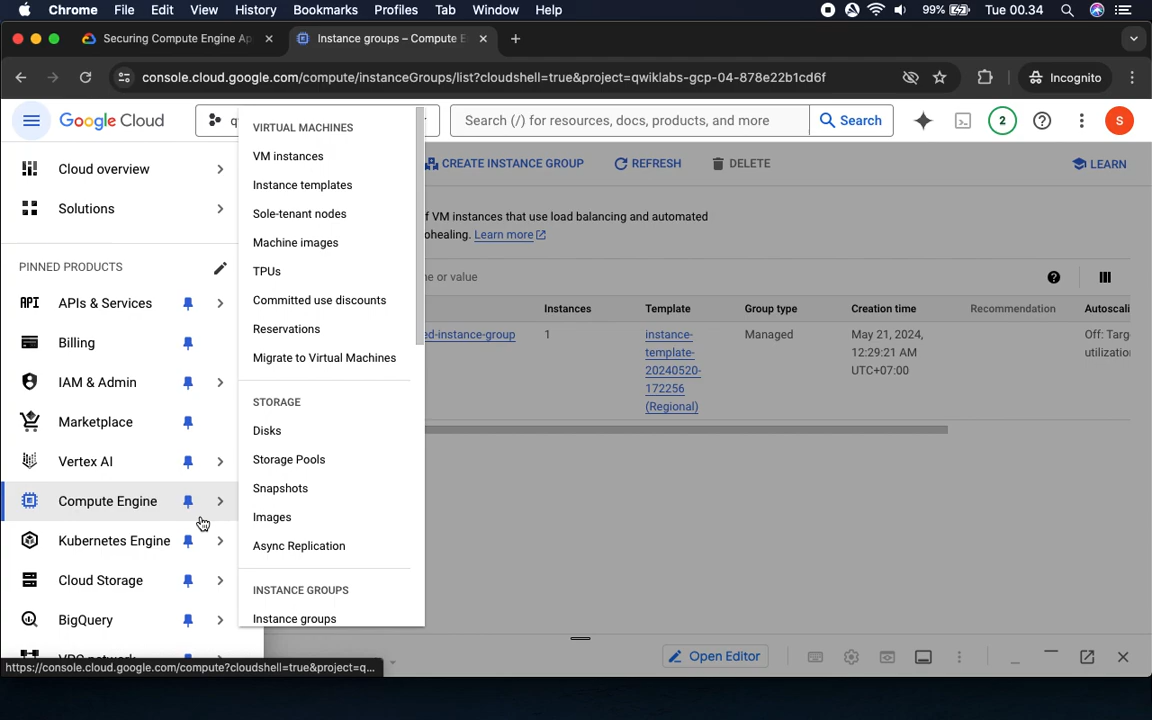 Chrome File Edit View History Bookmarks Profiles Tab Window Help 99% Tue 00.34
Securing Compute Engine Ap
Instance groups – Compute E
console.cloud.google.com/compute/instanceGroups/list?cloudshell=true&project=qwiklabs-gcp-04-878e22b1cd6f
Incognito
Google Cloud
Search (/) for resources, docs, products, and more
Search
2
S
Cloud overview
Solutions
PINNED PRODUCTS
API APIs & Services
Billing
IAM & Admin
Marketplace
Vertex AI
Compute Engine
Kubernetes Engine
Cloud Storage
BigQuery
https://console.cloud.google.com/compute?cloudshell=true&project=q...
VIRTUAL MACHINES
VM instances
Instance templates
Sole-tenant nodes
Machine images
TPUs
Committed use discounts
Reservations
Migrate to Virtual Machines
STORAGE
Disks
Storage Pools
Snapshots
Images
Async Replication
INSTANCE GROUPS
Instance groups
CREATE INSTANCE GROUP REFRESH DELETE LEARN
f VM instances that use load balancing and automated
ohealing. Learn more
ne or value
Instances Template Group type Creation time Recommendation Autoscali
ed-instance-group 1 instance- Managed May 21, 2024, Off: Targ
template- 12:29:21 AM utilizatio
20240520- UTC+07:00
172256
(Regional)
Open Editor